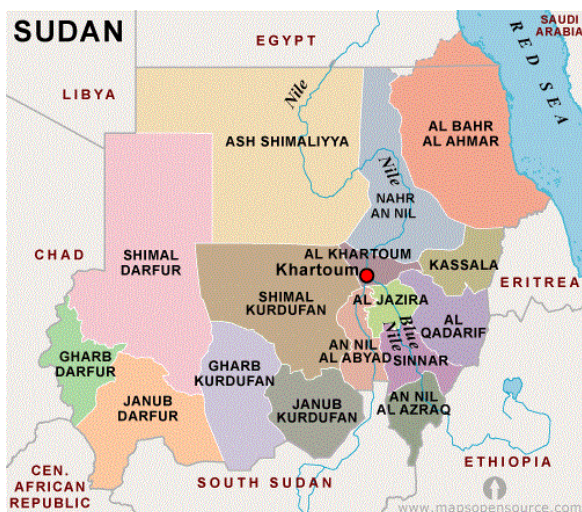 SUDAN
EGYPT
SAUDI
ARABIA
RED SEA
LIBYA
Nile
ASH SHIMALIYYA
AL BAHR
AL AHMAR
Nile
NAHR
AN NIL
CHAD
SHIMAL
DARFUR
AL KHARTOUM
Khartoum
KASSALA
ERITREA
SHIMAL
KURDUFAN
AL JAZIRA
AL
QADARIF
Blue
Nile
AN NIL
AL ABYAD
SINNAR
GHARB
DARFUR
GHARB
KURDUFAN
JANUB
DARFUR
JANUB
KURDUFAN
AN NIL
AL AZRAQ
CEN.
AFRICAN
REPUBLIC
SOUTH SUDAN
ETHIOPIA
www.mapsopensource.com